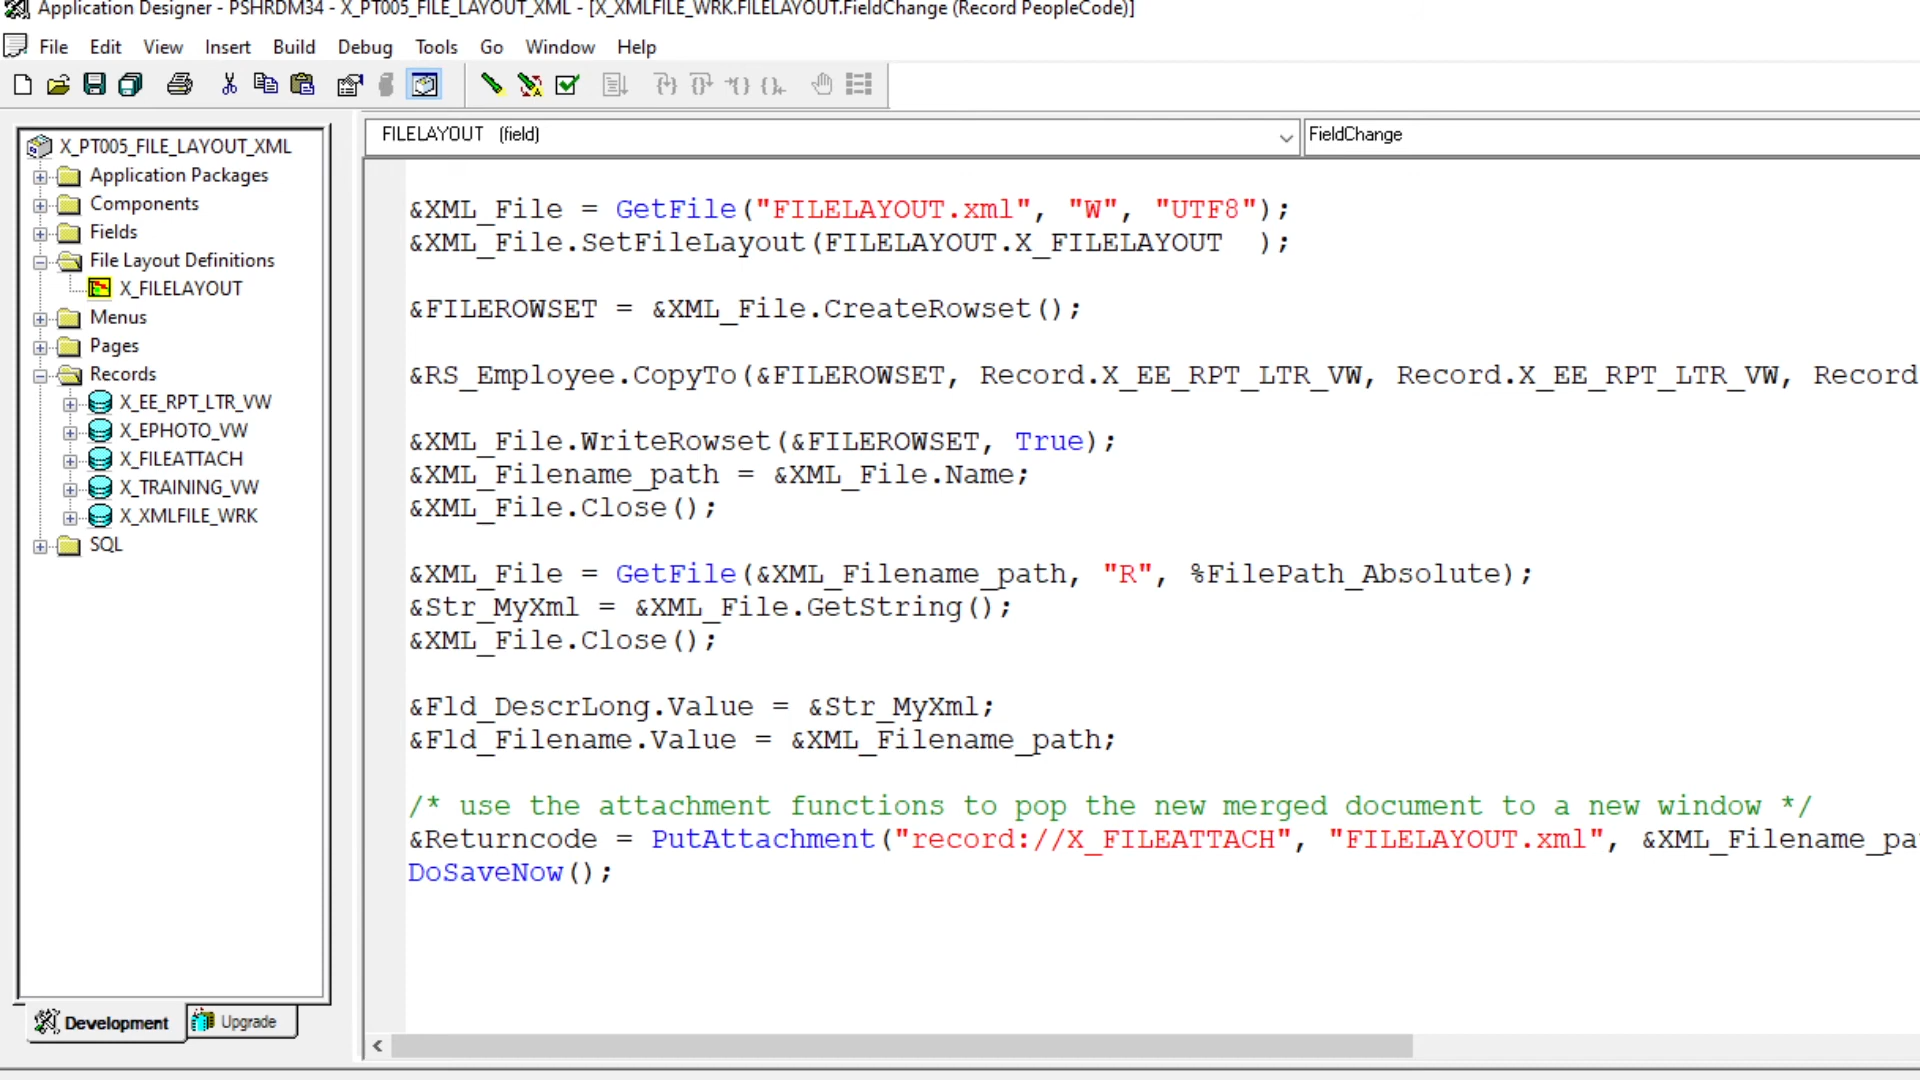 Application Designer - PSHRDM34 - X_PT005_FILE_LAYOUT_XML - [X_XMLFILE_WRK.FILELAYOUT.FieldChange (Record PeopleCode)]
File Edit View Insert Build Debug Tools Go Window Help
X_PT005_FILE_LAYOUT_XML
Application Packages
Components
Fields
File Layout Definitions
X_FILELAYOUT
Menus
Pages
Records
X_EE_RPT_LTR_VW
X_EPHOTO_VW
X_FILEATTACH
X_TRAINING_VW
X_XMLFILE_WRK
SQL
Development
Upgrade
FILELAYOUT (field)
FieldChange
&XML_File = GetFile("FILELAYOUT.xml", "W", "UTF8");
&XML_File.SetFileLayout(FILELAYOUT.X_FILELAYOUT  );
&FILEROWSET = &XML_File.CreateRowset();
&RS_Employee.CopyTo(&FILEROWSET, Record.X_EE_RPT_LTR_VW, Record.X_EE_RPT_LTR_VW, Record
&XML_File.WriteRowset(&FILEROWSET, True);
&XML_Filename_path = &XML_File.Name;
&XML_File.Close();
&XML_File = GetFile(&XML_Filename_path, "R", %FilePath_Absolute);
&Str_MyXml = &XML_File.GetString();
&XML_File.Close();
&Fld_DescrLong.Value = &Str_MyXml;
&Fld_Filename.Value = &XML_Filename_path;
/* use the attachment functions to pop the new merged document to a new window */
&Returncode = PutAttachment("record://X_FILEATTACH", "FILELAYOUT.xml", &XML_Filename_pa
DoSaveNow();